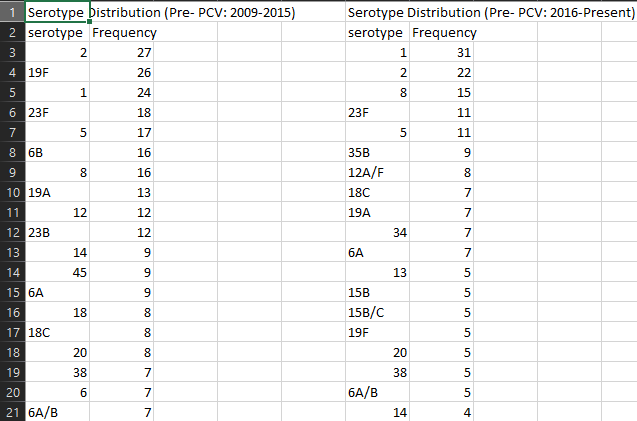 1 Serotype Distribution (Pre- PCV: 2009-2015) Serotype Distribution (Pre- PCV: 2016-Present)
2 serotype Frequency serotype Frequency
3 2 27 1 31
4 19F 26 2 22
5 1 24 8 15
6 23F 18 23F 11
7 5 17 5 11
8 6B 16 35B 9
9 8 16 12A/F 8
10 19A 13 18C 7
11 12 12 19A 7
12 23B 12 34 7
13 14 9 6A 7
14 45 9 13 5
15 6A 9 15B 5
16 18 8 15B/C 5
17 18C 8 19F 5
18 20 8 20 5
19 38 7 38 5
20 6 7 6A/B 5
21 6A/B 7 14 4